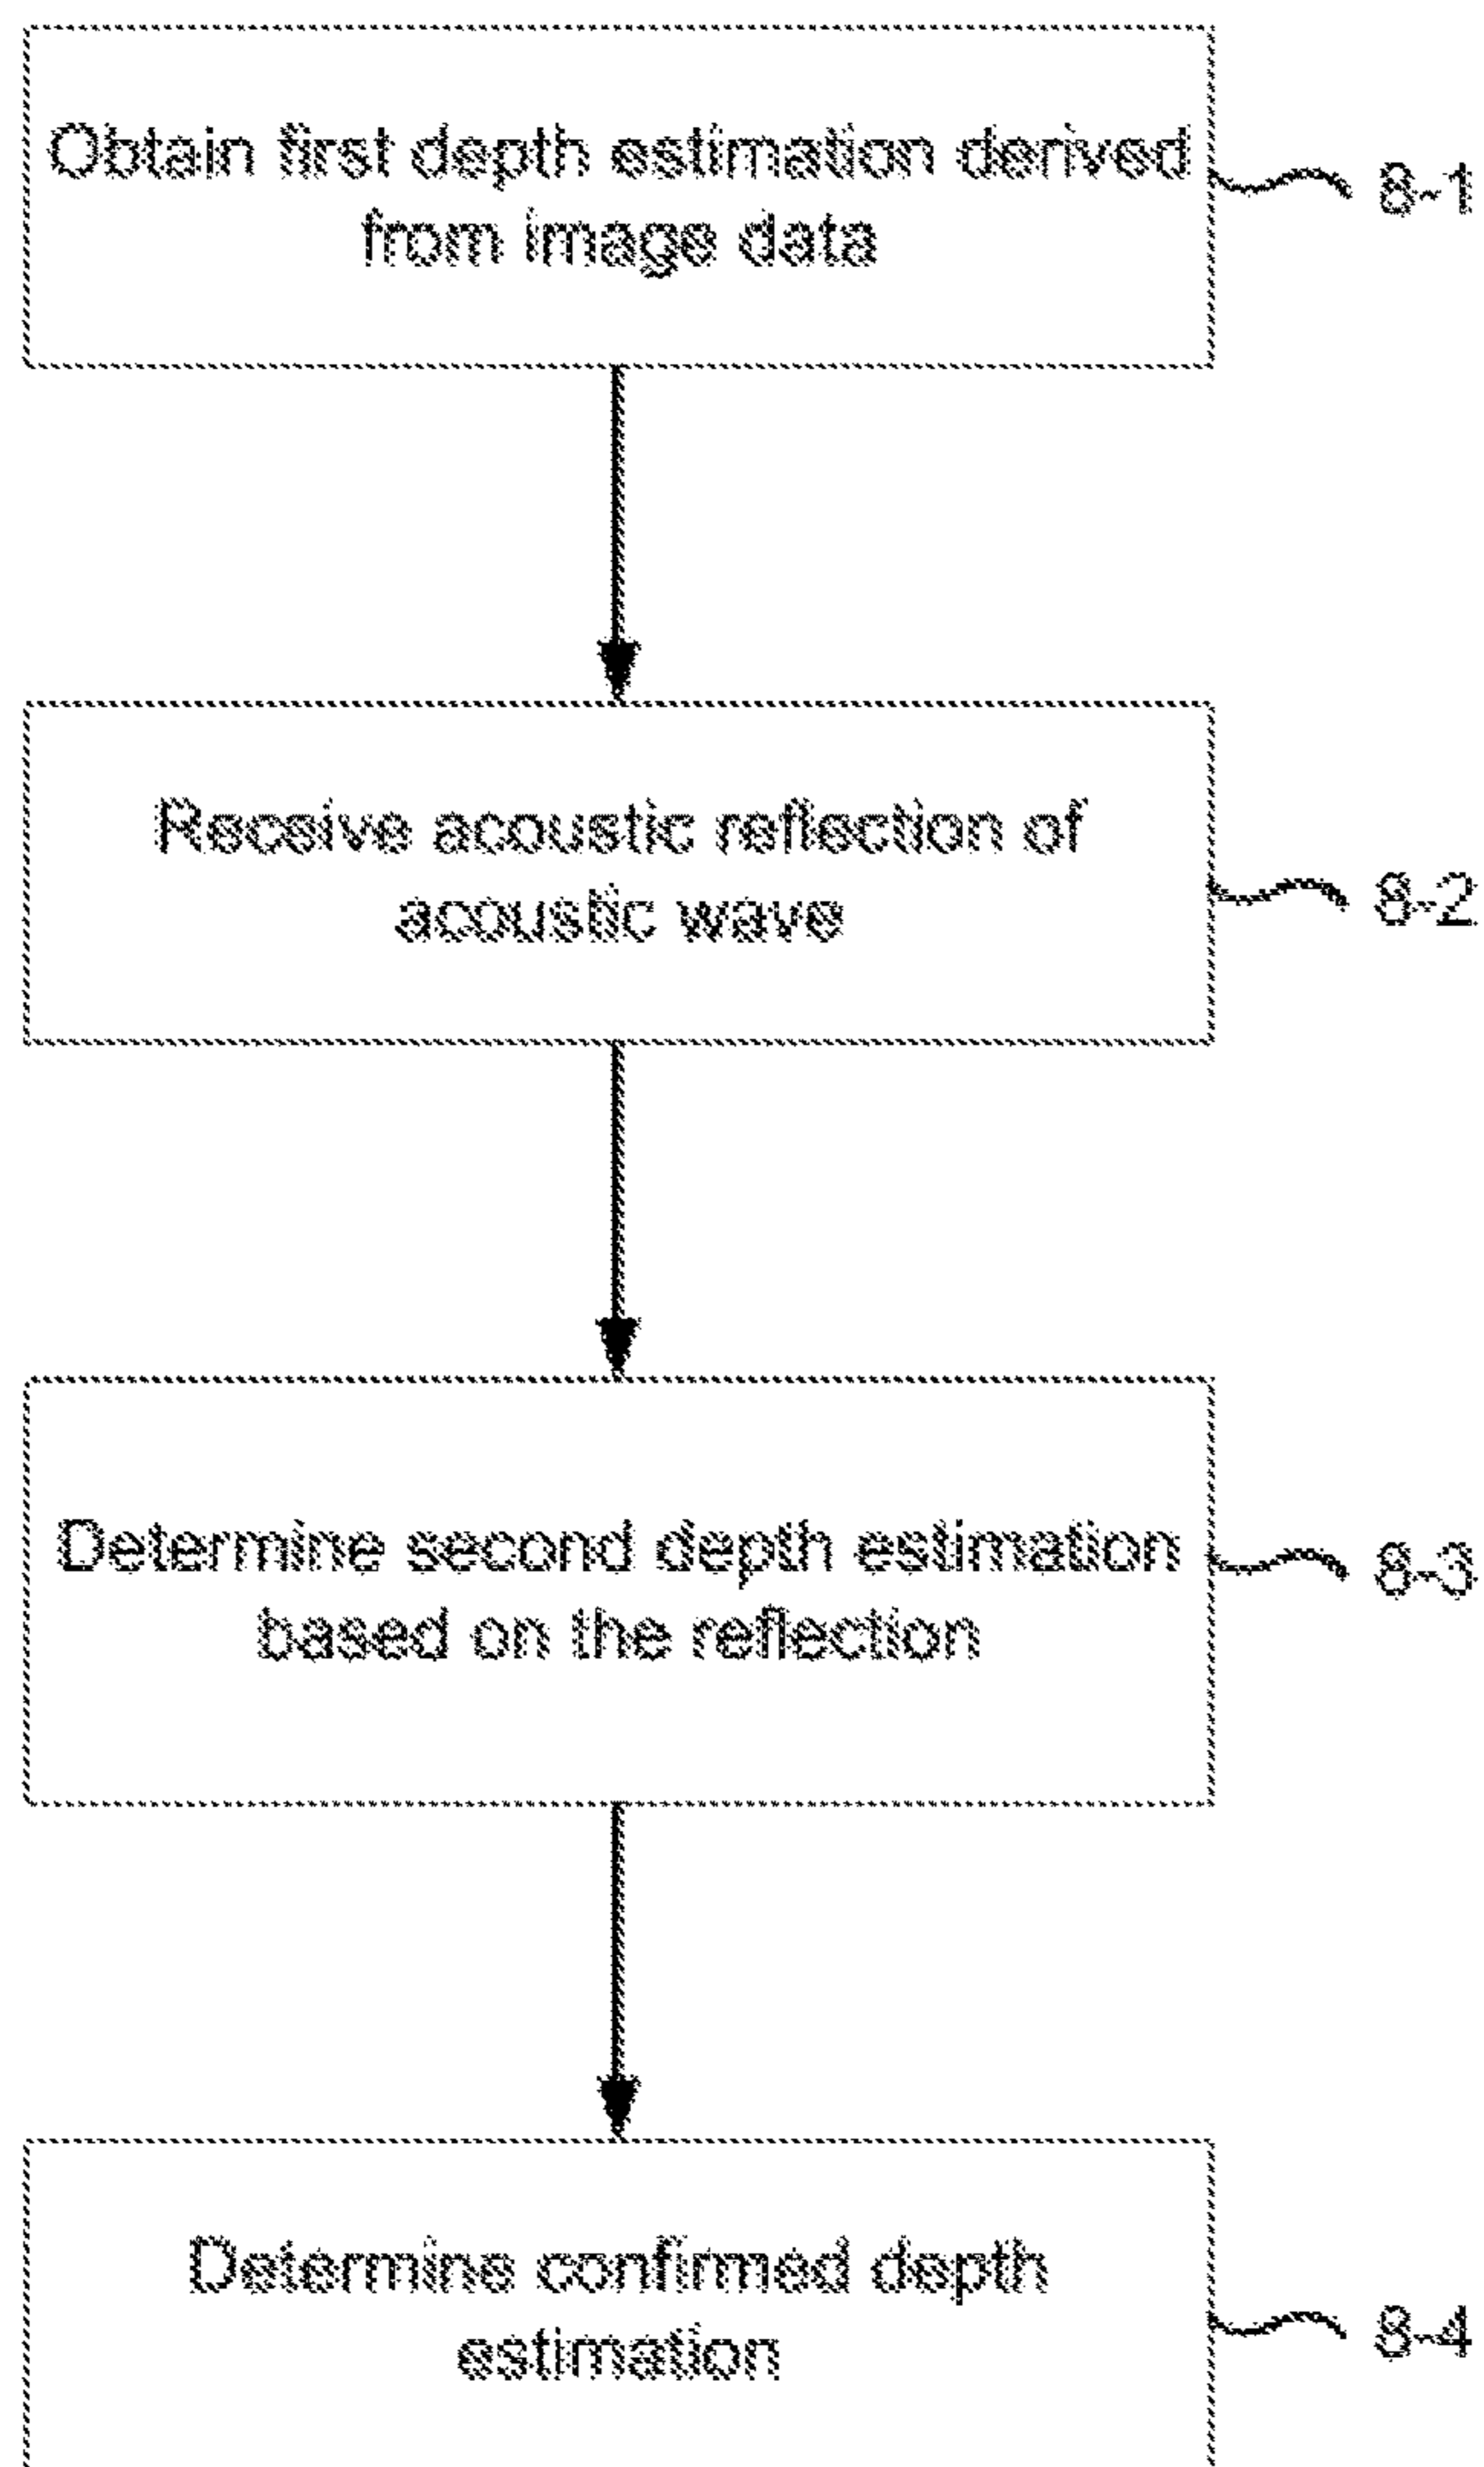 Obtain first depth estimation derived
from image data
8-1
Receive acoustic reflection of
acoustic wave
8-2
Determine second depth estimation
based on the reflection
8-3
Determine confirmed depth
estimation
8-4